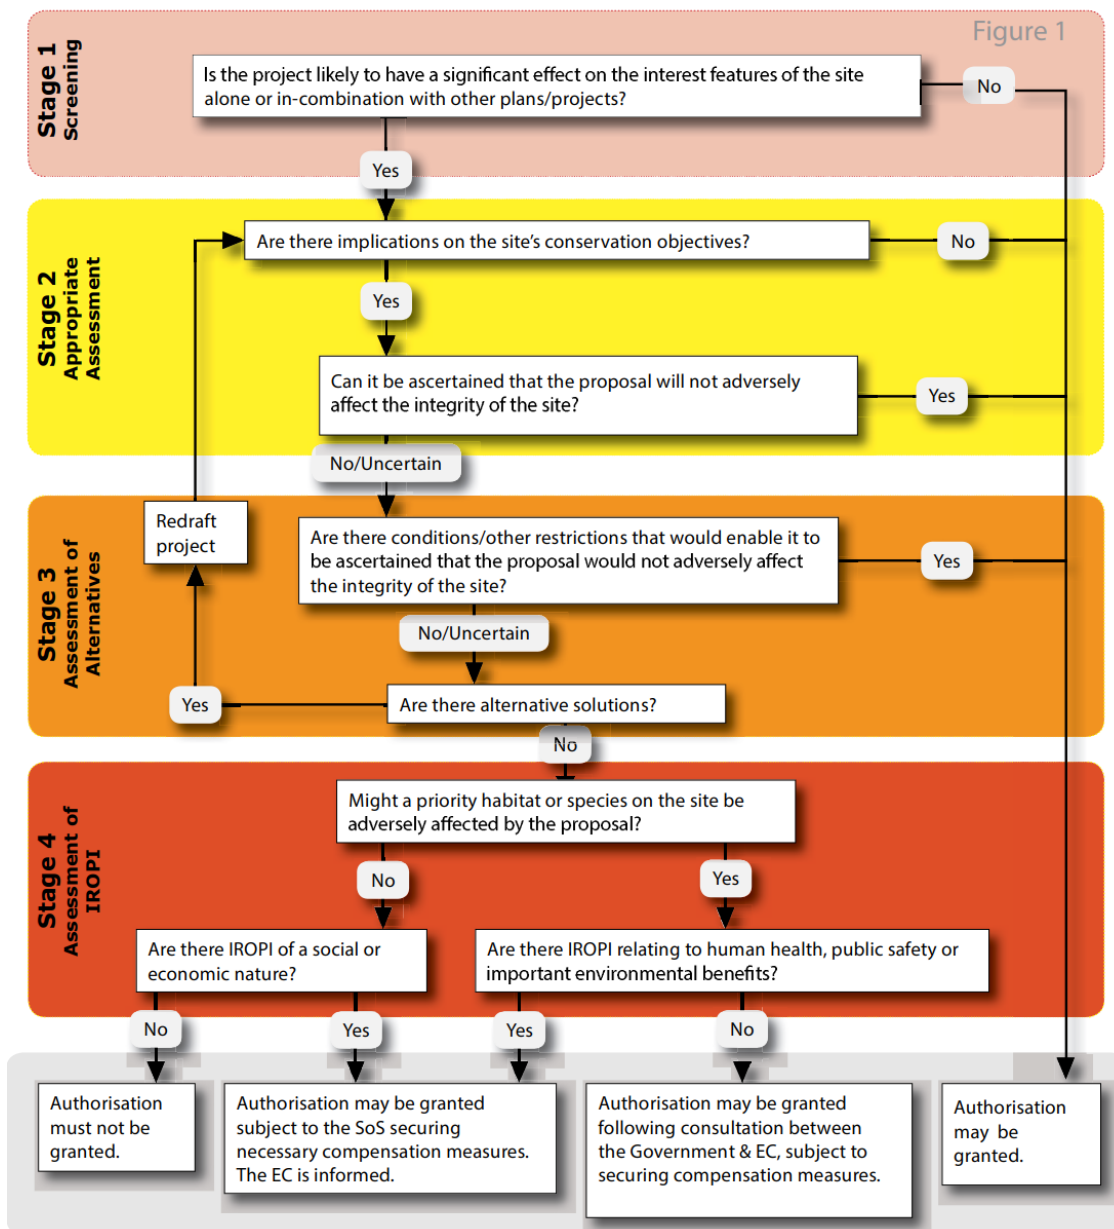 Figure 1
Stage 1
Screening
Is the project likely to have a significant effect on the interest features of the site
alone or in-combination with other plans/projects?
No
Yes
Stage 2
Appropriate
Assessment
Are there implications on the site's conservation objectives?
No
Yes
Can it be ascertained that the proposal will not adversely
affect the integrity of the site?
Yes
No/Uncertain
Stage 3
Assessment of
Alternatives
Redraft
project
Are there conditions/other restrictions that would enable it to
be ascertained that the proposal would not adversely affect
the integrity of the site?
Yes
No/Uncertain
Are there alternative solutions?
Yes
No
Stage 4
Assessment of
IROPI
Might a priority habitat or species on the site be
adversely affected by the proposal?
No
Yes
Are there IROPI of a social or
economic nature?
Are there IROPI relating to human health, public safety or
important environmental benefits?
No
Yes
Yes
No
Authorisation
must not be
granted.
Authorisation may be granted
subject to the SoS securing
necessary compensation measures.
The EC is informed.
Authorisation may be granted
following consultation between
the Government & EC, subject to
securing compensation measures.
Authorisation
may be
granted.